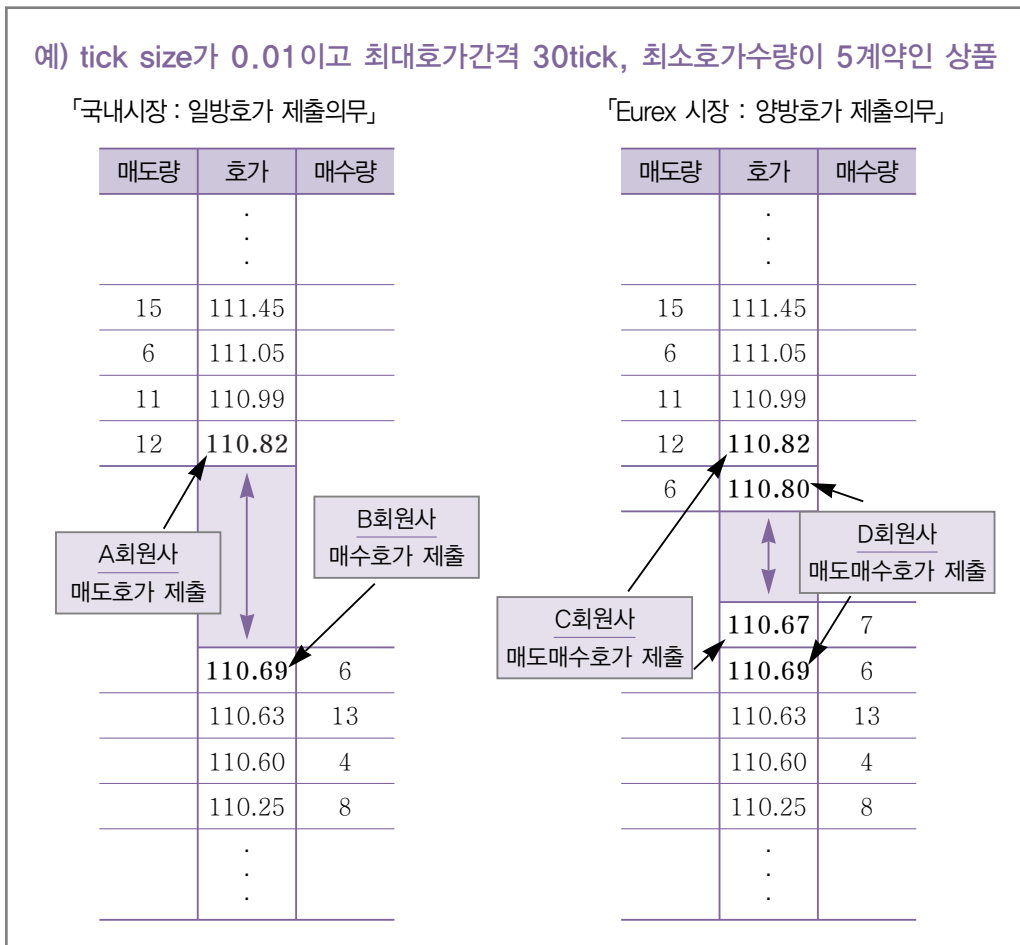 예) tick size가 0.01이고 최대호가간격 30tick, 최소호가수량이 5계약인 상품
「국내시장 : 일방호가 제출의무」
매도량 호가 매수량
.
.
.
15 111.45
6 111.05
11 110.99
12 110.82
A회원사
매도호가 제출
B회원사
매수호가 제출
110.69 6
110.63 13
110.60 4
110.25 8
.
.
.
「Eurex 시장 : 양방호가 제출의무」
매도량 호가 매수량
.
.
.
15 111.45
6 111.05
11 110.99
12 110.82
6 110.80
D회원사
매도매수호가 제출
C회원사
매도매수호가 제출
110.67 7
110.69 6
110.63 13
110.60 4
110.25 8
.
.
.